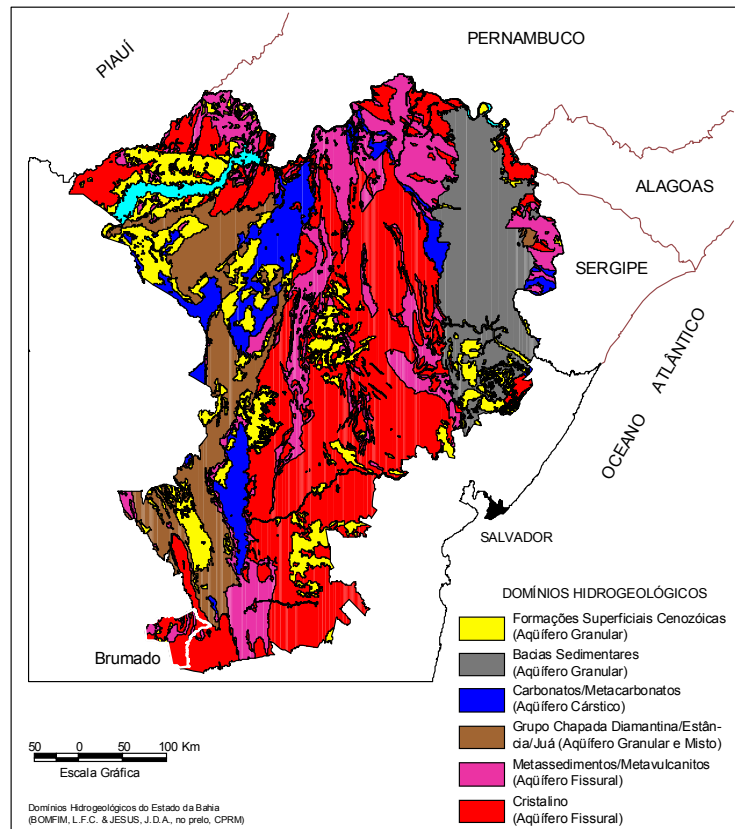 PIAUÍ
PERNAMBUCO
ALAGOAS
SERGIPE
OCEANO ATLÂNTICO
SALVADOR
Brumado
DOMÍNIOS HIDROGEOLÓGICOS
Formações Superficiais Cenozóicas
(Aqüífero Granular)
Bacias Sedimentares
(Aqüífero Granular)
Carbonatos/Metacarbonatos
(Aqüífero Cárstico)
Grupo Chapada Diamantina/Estân-
cia/Juá (Aqüífero Granular e Misto)
Metassedimentos/Metavulcanitos
(Aqüífero Fissural)
Cristalino
(Aqüífero Fissural)
50 0 50 100 Km
Escala Gráfica
Domínios Hidrogeológicos do Estado da Bahia
(BOMFIM, L.F.C. & JESUS, J.D.A., no prelo, CPRM)